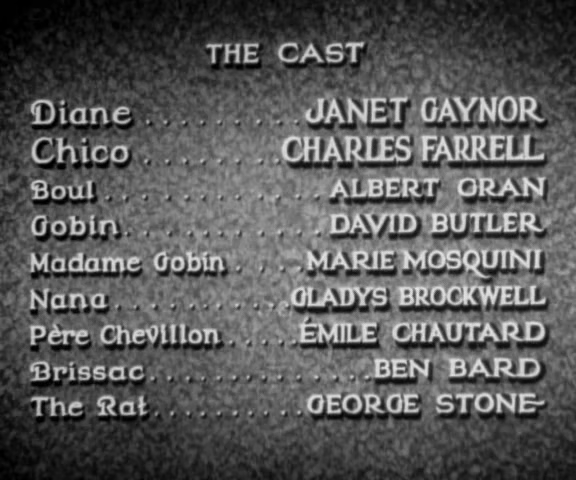 THE CAST
Diane . . . . . . . . . JANET GAYNOR
Chico . . . . . . . . CHARLES FARRELL
Boul . . . . . . . . . . . . ALBERT GRAN
Gobin . . . . . . . . . . . DAVID BUTLER
Madame Gobin . . . . MARIE MOSQUINI
Nana . . . . . . . . . . GLADYS BROCKWELL
Père Chevillon . . . . . ÉMILE CHAUTARD
Brissac . . . . . . . . . . . . . BEN BARD
The Rat . . . . . . . . . . GEORGE STONE